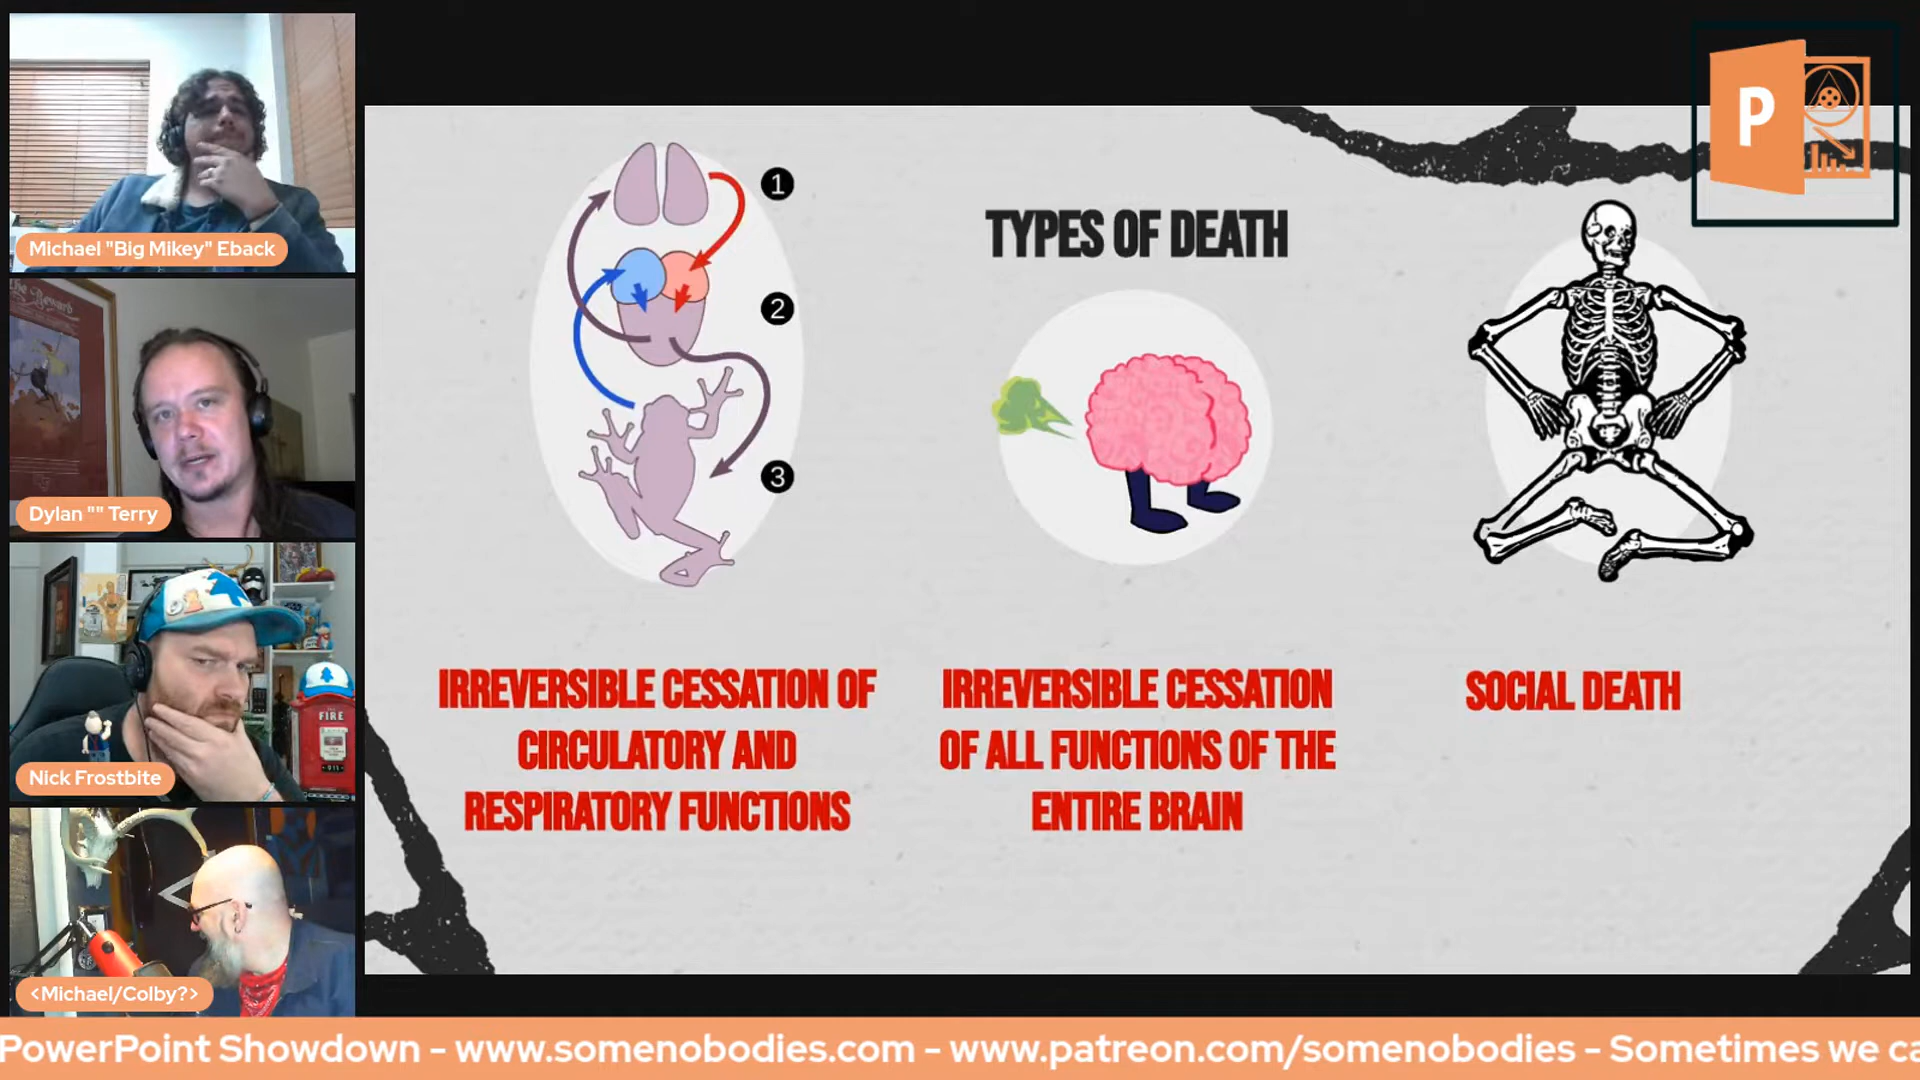 Michael "Big Mikey" Eback
The Reward
Dylan "" Terry
FIRE
Nick Frostbite
<Michael/Colby?>
P
1
2
3
TYPES OF DEATH
IRREVERSIBLE CESSATION OF
CIRCULATORY AND
RESPIRATORY FUNCTIONS
IRREVERSIBLE CESSATION
OF ALL FUNCTIONS OF THE
ENTIRE BRAIN
SOCIAL DEATH
PowerPoint Showdown - www.somenobodies.com - www.patreon.com/somenobodies - Sometimes we ca